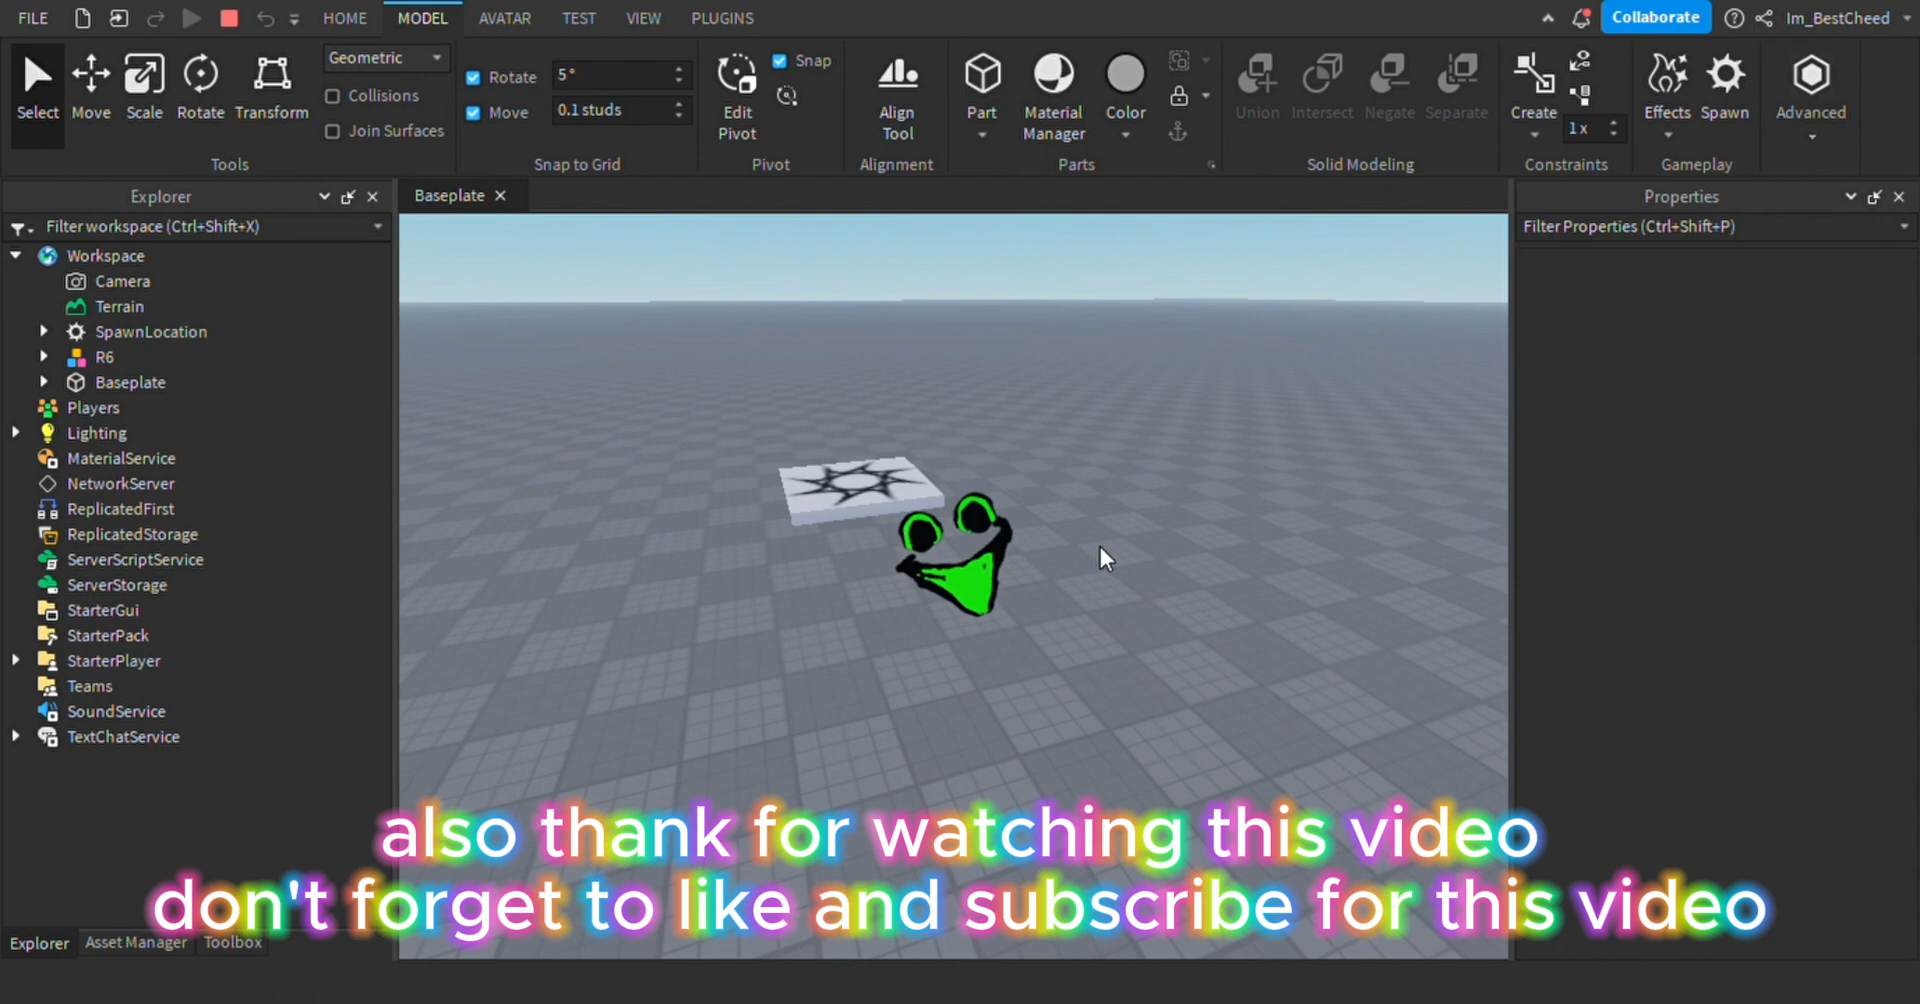 FILE HOME MODEL AVATAR TEST VIEW PLUGINS Collaborate Im_BestCheed
Select Move Scale Rotate Transform
Geometric
Collisions
Join Surfaces
Tools
Rotate 5°
Move 0.1 studs
Snap to Grid
Edit Pivot
Snap
Pivot
Align Tool
Alignment
Part
Material Manager
Color
Parts
Union Intersect Negate Separate
Solid Modeling
Create
1x
Constraints
Effects Spawn
Gameplay
Advanced
Explorer
Filter workspace (Ctrl+Shift+X)
Workspace
Camera
Terrain
SpawnLocation
R6
Baseplate
Players
Lighting
MaterialService
NetworkServer
ReplicatedFirst
ReplicatedStorage
ServerScriptService
ServerStorage
StarterGui
StarterPack
StarterPlayer
Teams
SoundService
TextChatService
Explorer Asset Manager Toolbox
Baseplate
Properties
Filter Properties (Ctrl+Shift+P)
also thank for watching this video
don't forget to like and subscribe for this video